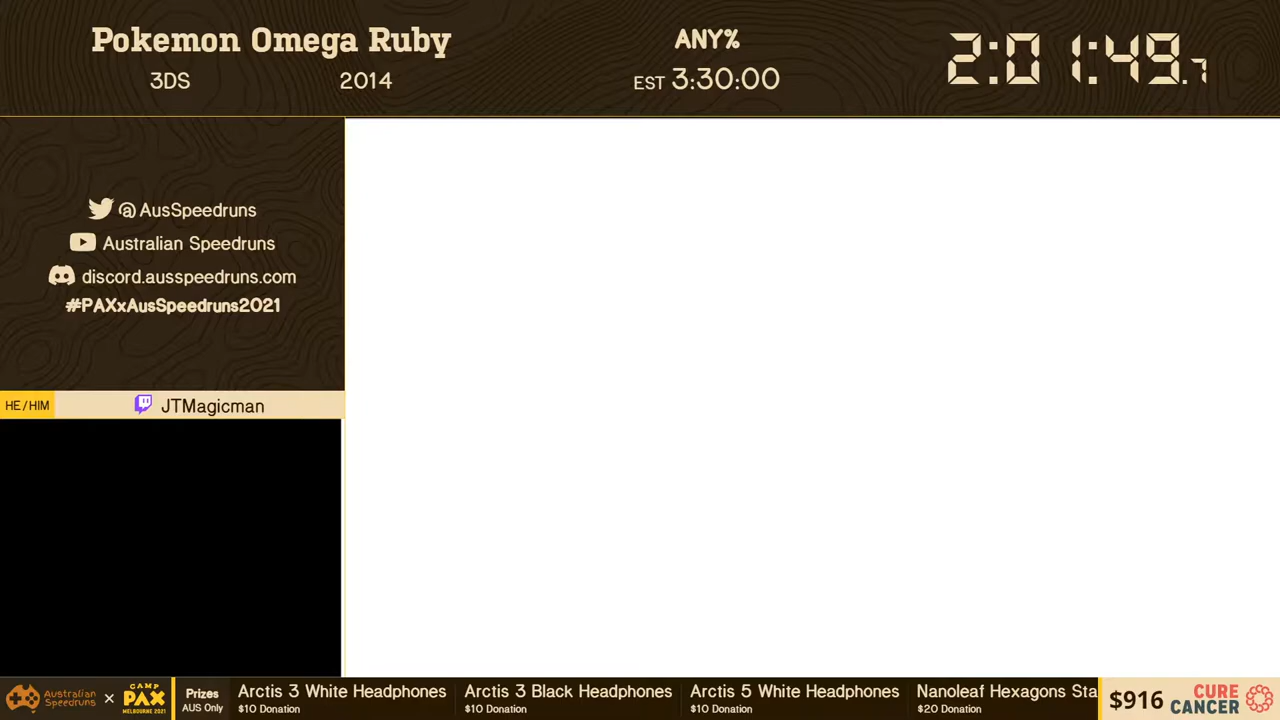 Pokemon Omega Ruby
3DS 2014
ANY%
EST 3:30:00
2:01:49.7
@AusSpeedruns
Australian Speedruns
discord.ausspeedruns.com
#PAXxAusSpeedruns2021
HE/HIM JTMagicman
Australian Speedruns × CAMP PAX MELBOURNE 2021
Prizes
AUS Only
Arctis 3 White Headphones
$10 Donation
Arctis 3 Black Headphones
$10 Donation
Arctis 5 White Headphones
$10 Donation
Nanoleaf Hexagons Sta
$20 Donation
$916 CURE CANCER